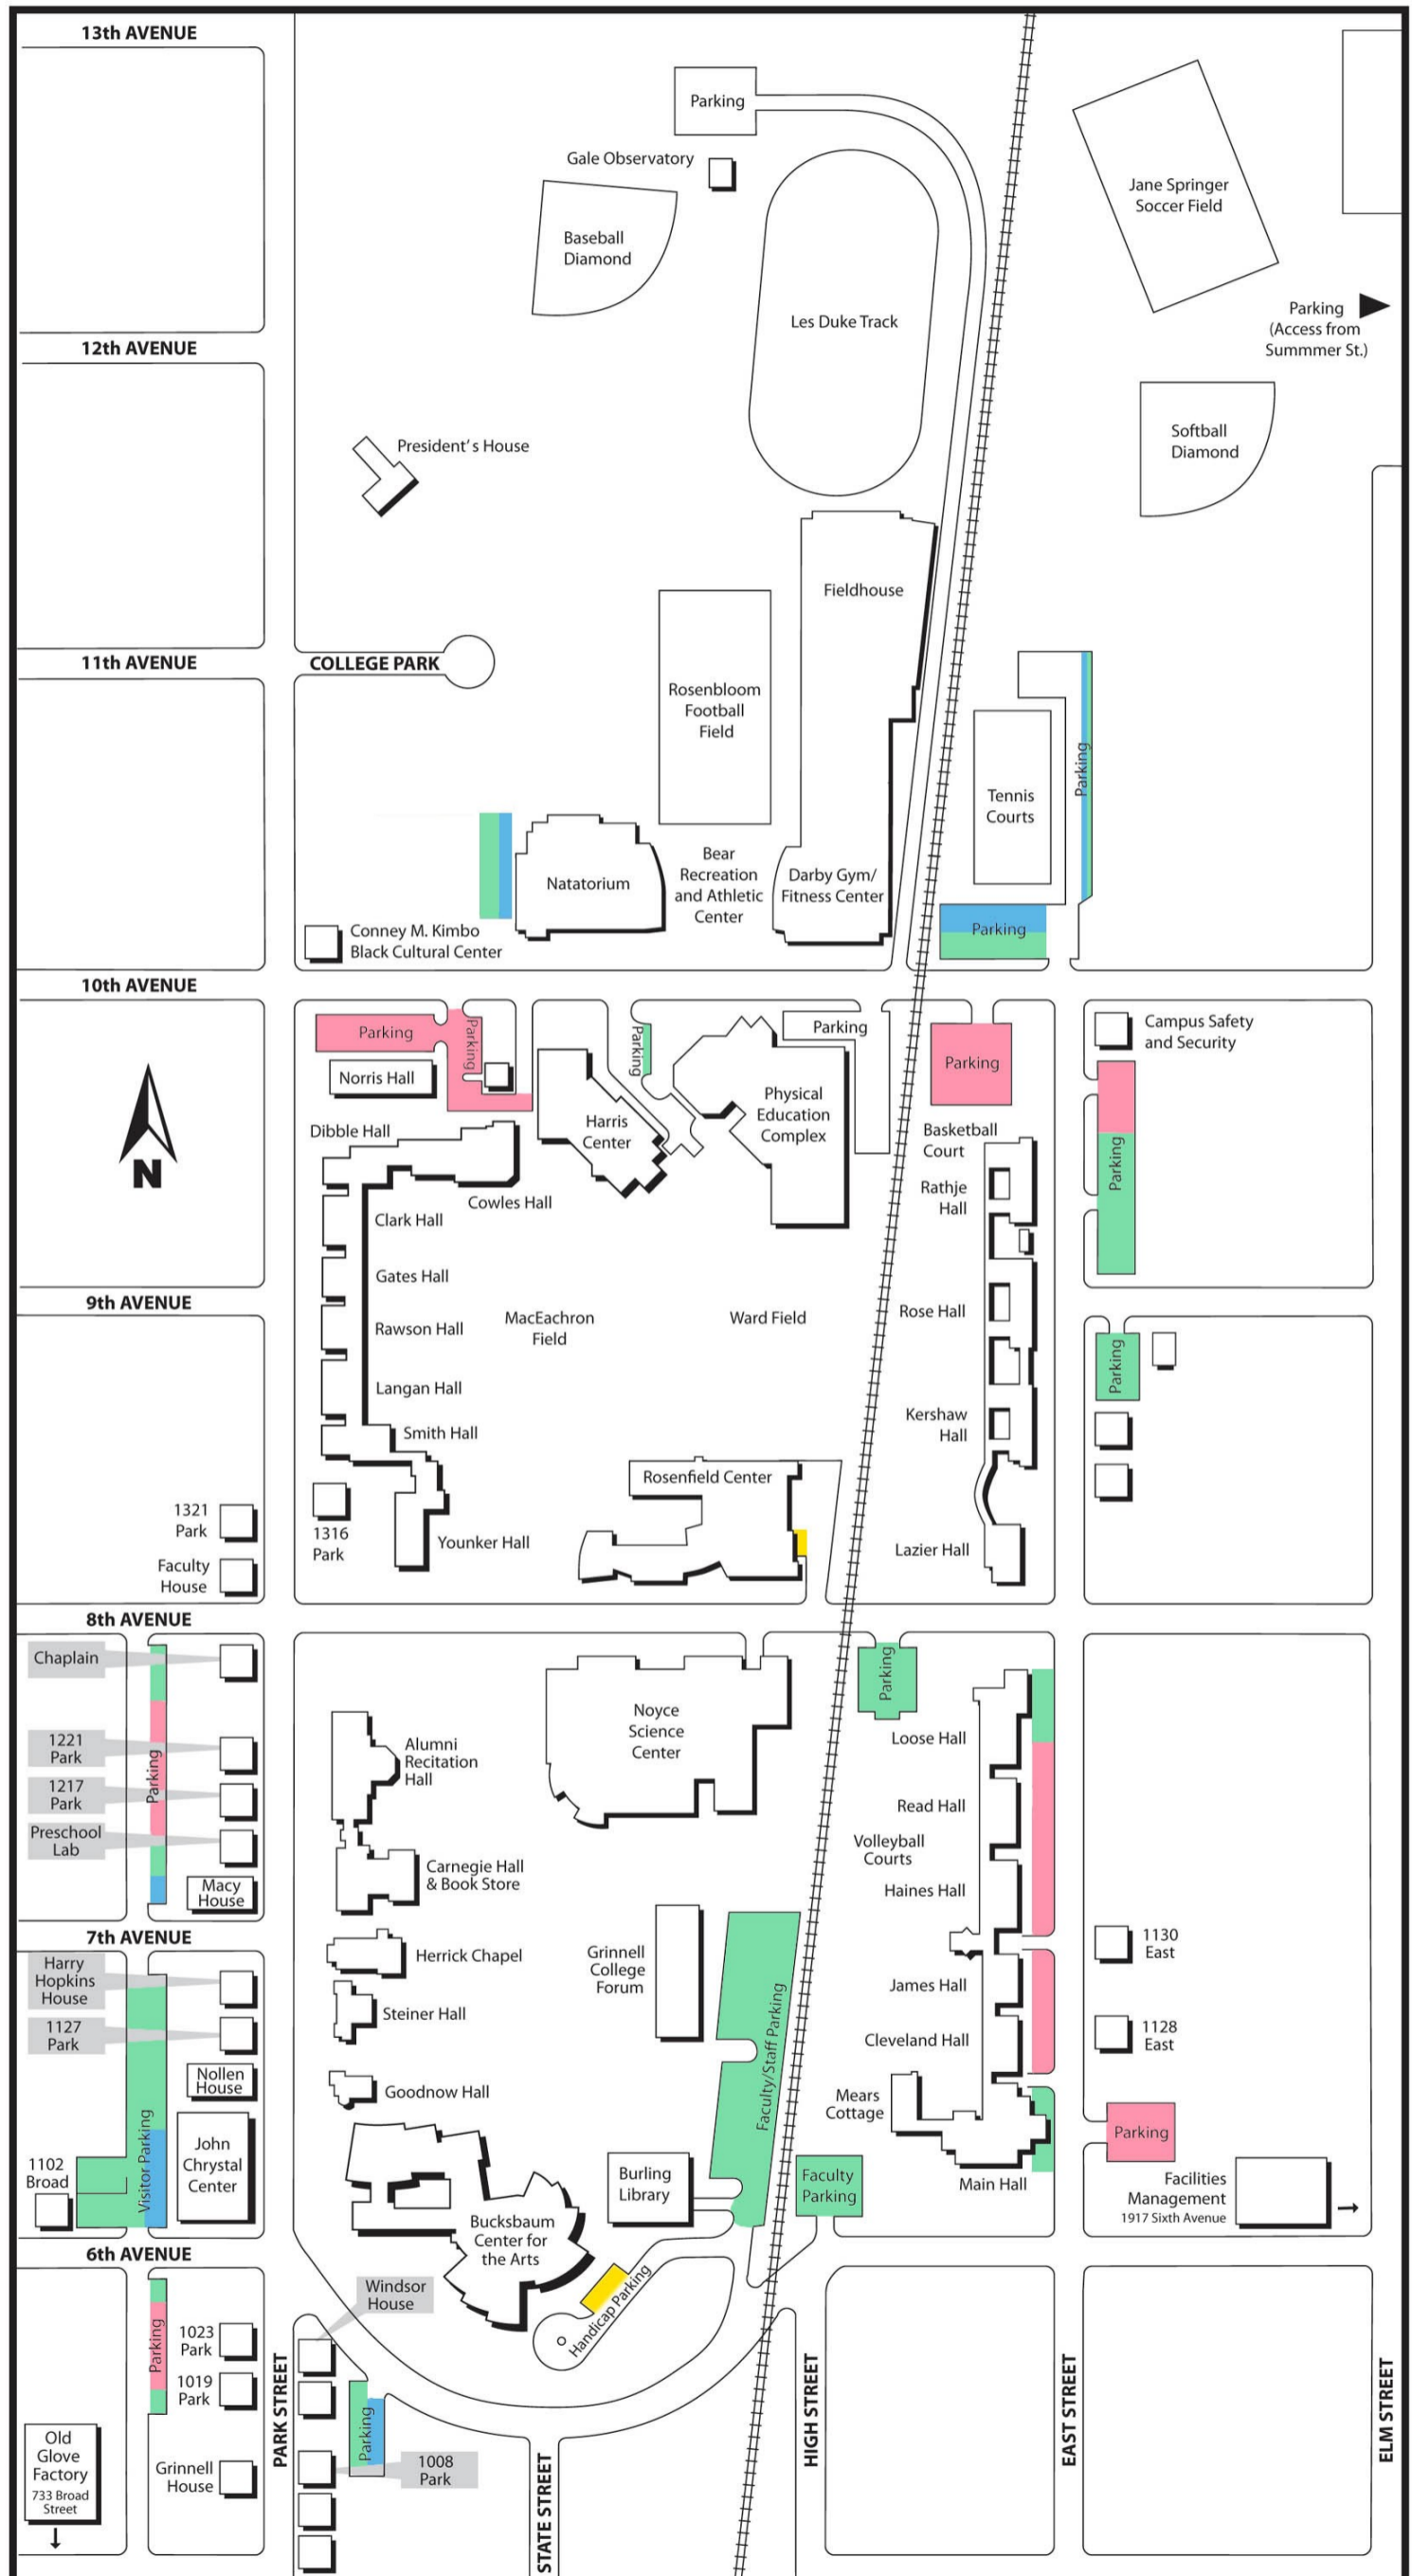 13th AVENUE
Parking
Gale Observatory
Jane Springer
Soccer Field
Baseball
Diamond
Les Duke Track
Parking
(Access from
Summmer St.)
12th AVENUE
Softball
Diamond
President's House
Fieldhouse
11th AVENUE
COLLEGE PARK
Rosenbloom
Football
Field
Parking
Tennis
Courts
Natatorium
Bear
Recreation
and Athletic
Center
Darby Gym/
Fitness Center
Conney M. Kimbo
Black Cultural Center
Parking
10th AVENUE
Parking
Parking
Parking
Parking
Parking
Campus Safety
and Security
Norris Hall
Physical
Education
Complex
Harris
Center
Dibble Hall
Basketball
Court
Parking
N
Cowles Hall
Rathje
Hall
Clark Hall
Gates Hall
9th AVENUE
MacEachron
Field
Ward Field
Rose Hall
Rawson Hall
Parking
Langan Hall
Kershaw
Hall
Smith Hall
Rosenfield Center
1321
Park
1316
Park
Younker Hall
Lazier Hall
Faculty
House
8th AVENUE
Chaplain
Parking
Noyce
Science
Center
Alumni
Recitation
Hall
Loose Hall
1221
Park
Parking
1217
Park
Read Hall
Preschool
Lab
Volleyball
Courts
Carnegie Hall
& Book Store
Macy
House
Haines Hall
7th AVENUE
1130
East
Harry
Hopkins
House
Herrick Chapel
Grinnell
College
Forum
James Hall
Steiner Hall
1127
Park
Cleveland Hall
1128
East
Faculty/Staff Parking
Nollen
House
Goodnow Hall
Mears
Cottage
Parking
John
Chrystal
Center
Visitor Parking
1102
Broad
Burling
Library
Faculty
Parking
Main Hall
Facilities
Management
1917 Sixth Avenue
Bucksbaum
Center for
the Arts
6th AVENUE
Windsor
House
Handicap Parking
1023
Park
Parking
1019
Park
PARK STREET
Parking
HIGH STREET
EAST STREET
ELM STREET
Old
Glove
Factory
733 Broad
Street
Grinnell
House
1008
Park
STATE STREET